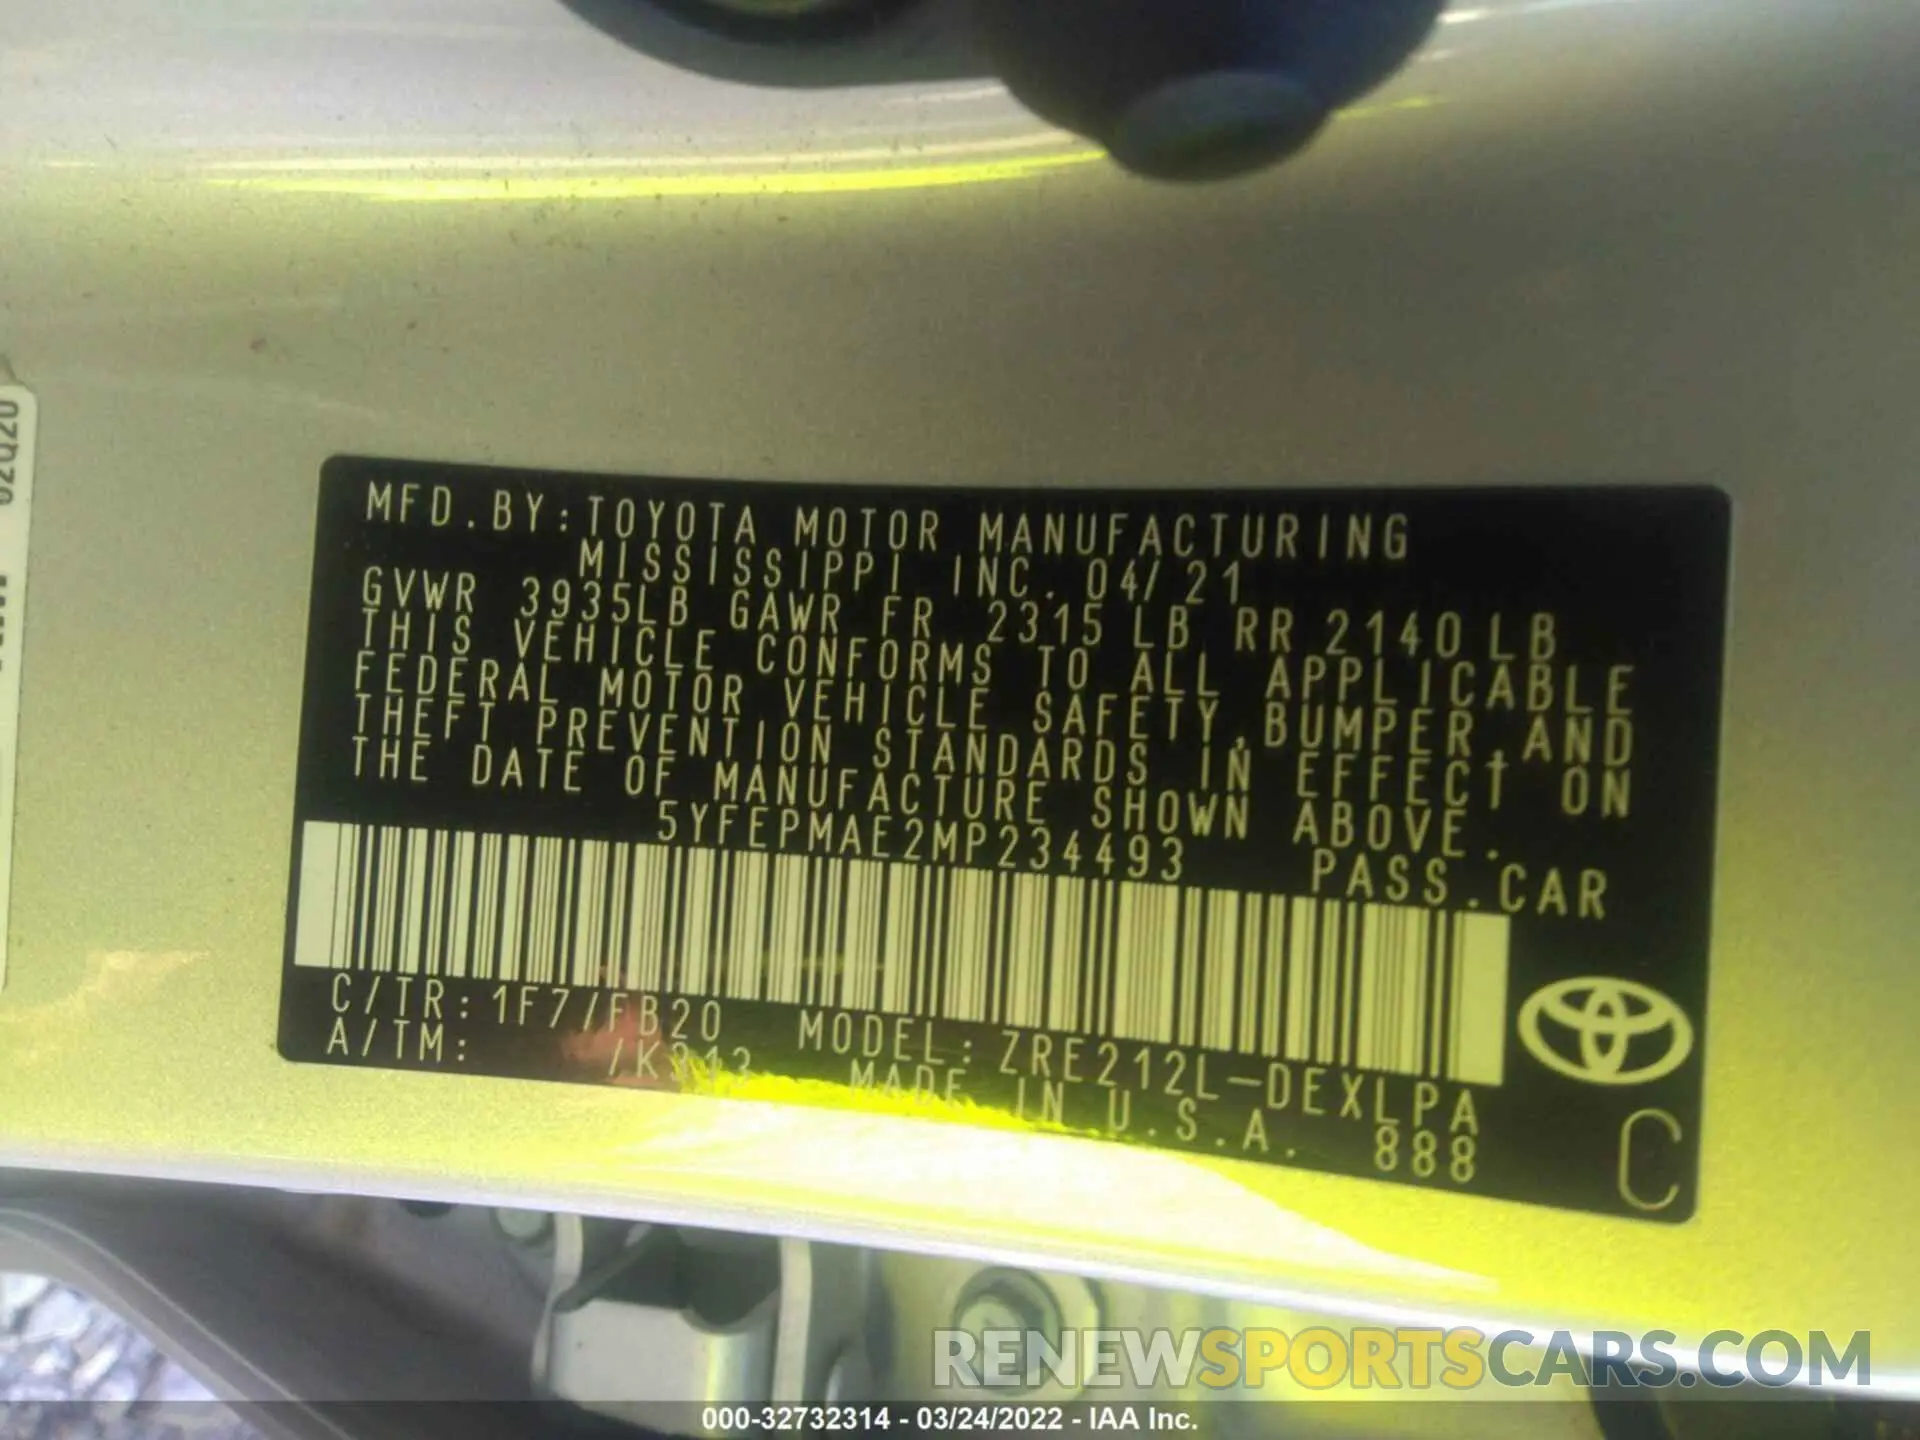 02Q20
MFD.BY:TOYOTA MOTOR MANUFACTURING
MISSISSIPPI INC. 04/21
GVWR 3935LB GAWR FR 2315LB RR 2140LB
THIS VEHICLE CONFORMS TO ALL APPLICABLE
FEDERAL MOTOR VEHICLE SAFETY,BUMPER,AND
THEFT PREVENTION STANDARDS IN EFFECT ON
THE DATE OF MANUFACTURE SHOWN ABOVE.
5YFEPMAE2MP234493 PASS.CAR
C/TR:1F7/FB20 MODEL:ZRE212L-DEXLPA
A/TM: /K313 MADE IN U.S.A. 888
C
RENEWSPORTSCARS.COM
000-32732314 - 03/24/2022 - IAA Inc.